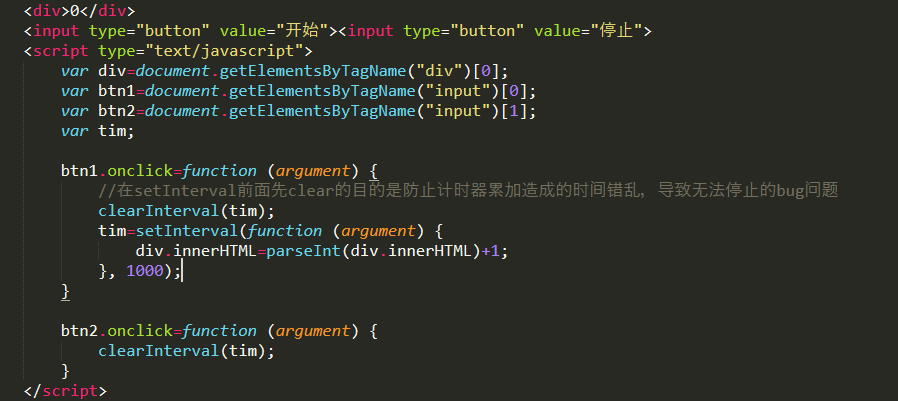 <div>0</div>
<input type="button" value="开始"><input type="button" value="停止">
<script type="text/javascript">
    var div=document.getElementsByTagName("div")[0];
    var btn1=document.getElementsByTagName("input")[0];
    var btn2=document.getElementsByTagName("input")[1];
    var tim;

    btn1.onclick=function (argument) {
        //在setInterval前面先clear的目的是防止计时器累加造成的时间错乱, 导致无法停止的bug问题
        clearInterval(tim);
        tim=setInterval(function (argument) {
            div.innerHTML=parseInt(div.innerHTML)+1;
        }, 1000);
    }

    btn2.onclick=function (argument) {
        clearInterval(tim);
    }
</script>